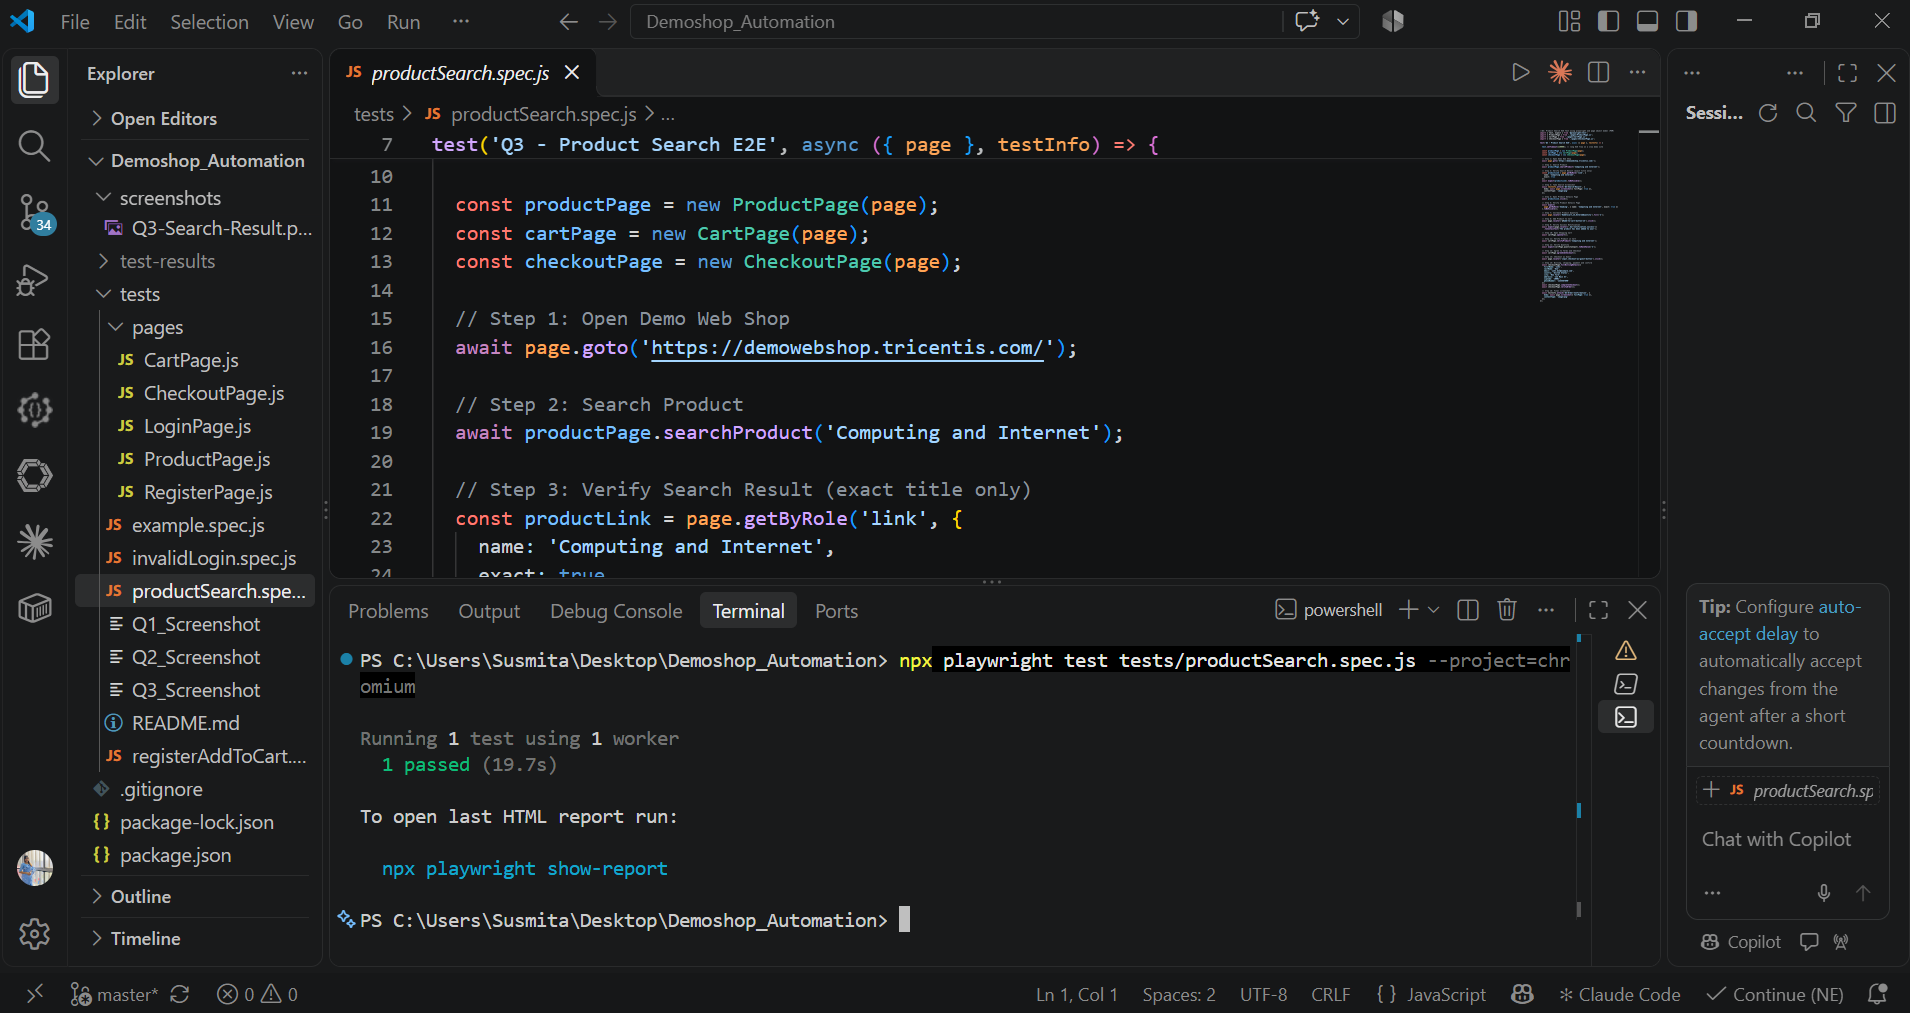 File Edit Selection View Go Run ··· Demoshop_Automation
Explorer ···
Open Editors
Demoshop_Automation
screenshots
Q3-Search-Result.p...
test-results
tests
pages
JS CartPage.js
JS CheckoutPage.js
JS LoginPage.js
JS ProductPage.js
JS RegisterPage.js
JS example.spec.js
JS invalidLogin.spec.js
JS productSearch.spe...
Q1_Screenshot
Q2_Screenshot
Q3_Screenshot
README.md
JS registerAddToCart....
.gitignore
{} package-lock.json
{} package.json
Outline
Timeline
34
JS productSearch.spec.js
tests > JS productSearch.spec.js > ...
7 test('Q3 - Product Search E2E', async ({ page }, testInfo) => {
10
11 const productPage = new ProductPage(page);
12 const cartPage = new CartPage(page);
13 const checkoutPage = new CheckoutPage(page);
14
15 // Step 1: Open Demo Web Shop
16 await page.goto('https://demowebshop.tricentis.com/');
17
18 // Step 2: Search Product
19 await productPage.searchProduct('Computing and Internet');
20
21 // Step 3: Verify Search Result (exact title only)
22 const productLink = page.getByRole('link', {
23 name: 'Computing and Internet',
24 exact: true
Problems Output Debug Console Terminal Ports powershell
PS C:\Users\Susmita\Desktop\Demoshop_Automation> npx playwright test tests/productSearch.spec.js --project=chr
omium
Running 1 test using 1 worker
1 passed (19.7s)
To open last HTML report run:
npx playwright show-report
PS C:\Users\Susmita\Desktop\Demoshop_Automation>
Sessi...
Tip: Configure auto-
accept delay to
automatically accept
changes from the
agent after a short
countdown.
JS productSearch.sp
Chat with Copilot
Copilot
master* 0 0 Ln 1, Col 1 Spaces: 2 UTF-8 CRLF {} JavaScript Claude Code Continue (NE)